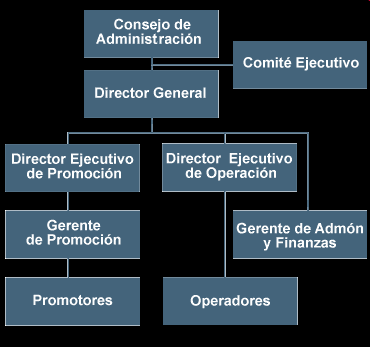 Consejo de
Administración
Comité Ejecutivo
Director General
Director Ejecutivo
de Promoción
Director Ejecutivo
de Operación
Gerente
de Promoción
Gerente de Admón
y Finanzas
Promotores
Operadores